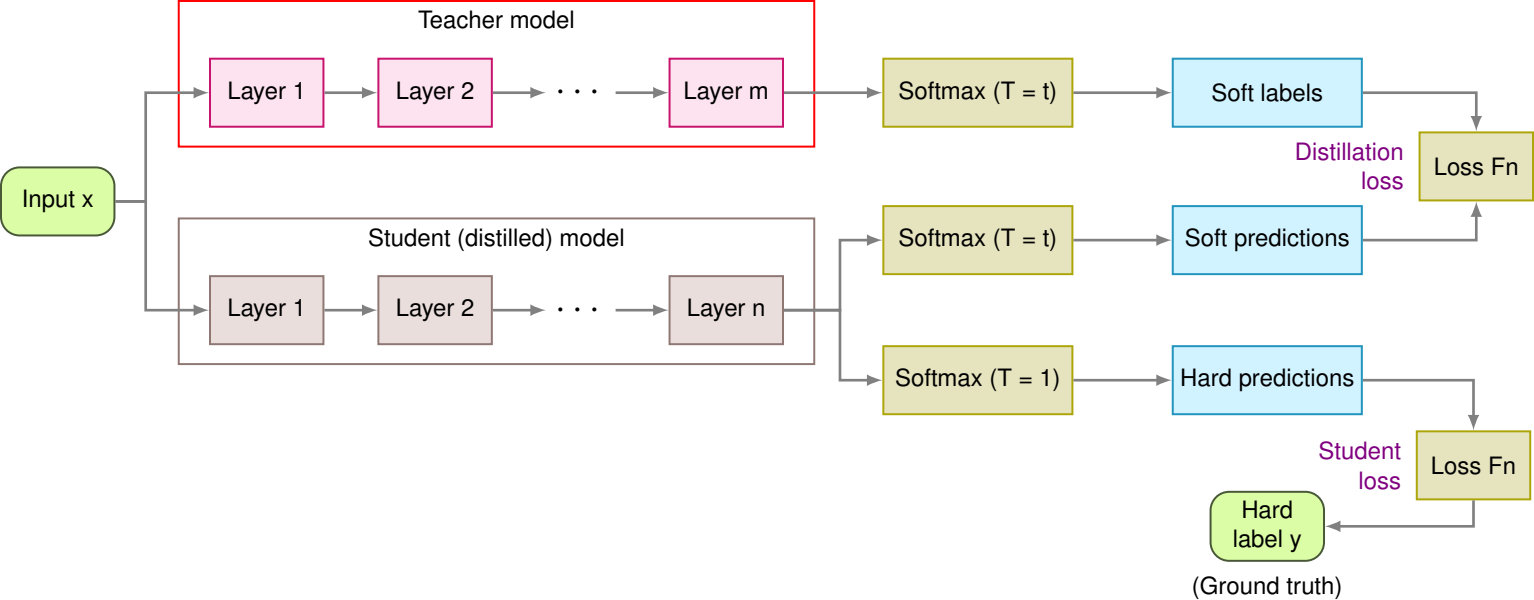 Teacher model
Layer 1
Layer 2
· · ·
Layer m
Softmax (T = t)
Soft labels
Distillation
loss
Loss Fn
Input x
Student (distilled) model
Layer 1
Layer 2
· · ·
Layer n
Softmax (T = t)
Soft predictions
Softmax (T = 1)
Hard predictions
Student
loss
Loss Fn
Hard
label y
(Ground truth)